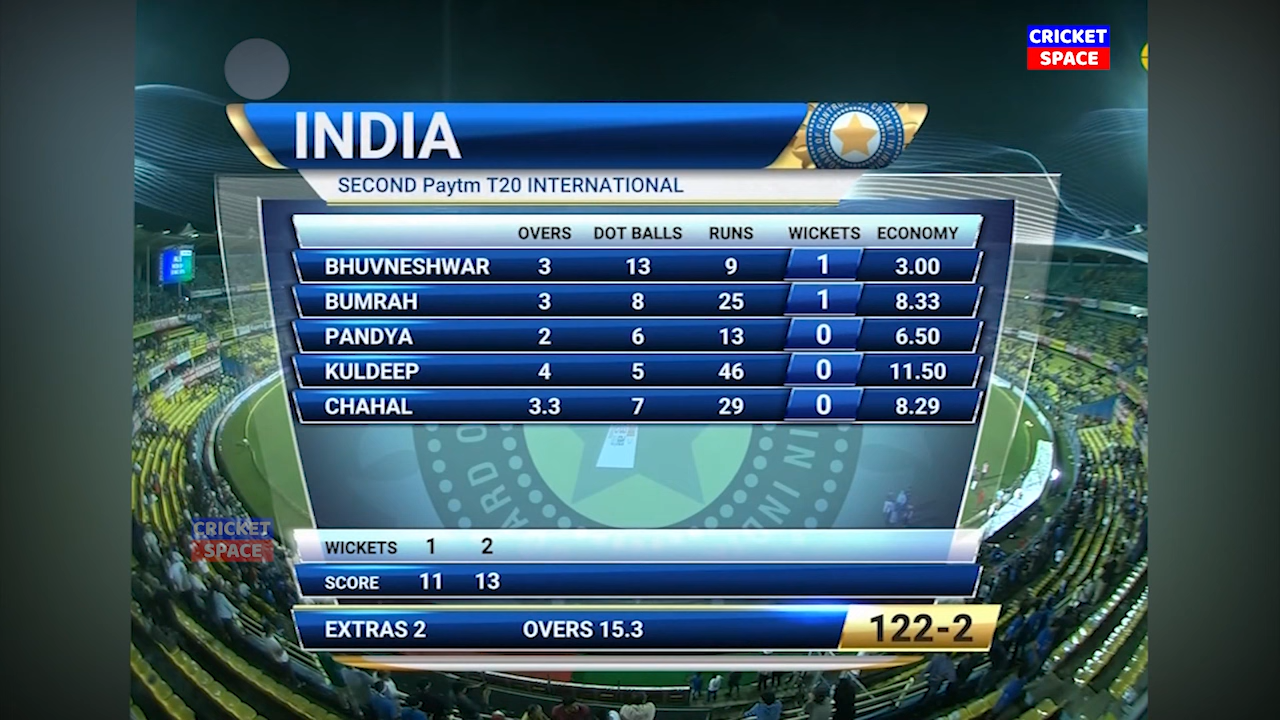 CRICKET
SPACE
INDIA
SECOND Paytm T20 INTERNATIONAL
OVERS DOT BALLS RUNS WICKETS ECONOMY
BHUVNESHWAR 3 13 9 1 3.00
BUMRAH 3 8 25 1 8.33
PANDYA 2 6 13 0 6.50
KULDEEP 4 5 46 0 11.50
CHAHAL 3.3 7 29 0 8.29
CRICKET
SPACE
WICKETS 1 2
SCORE 11 13
EXTRAS 2 OVERS 15.3 122-2